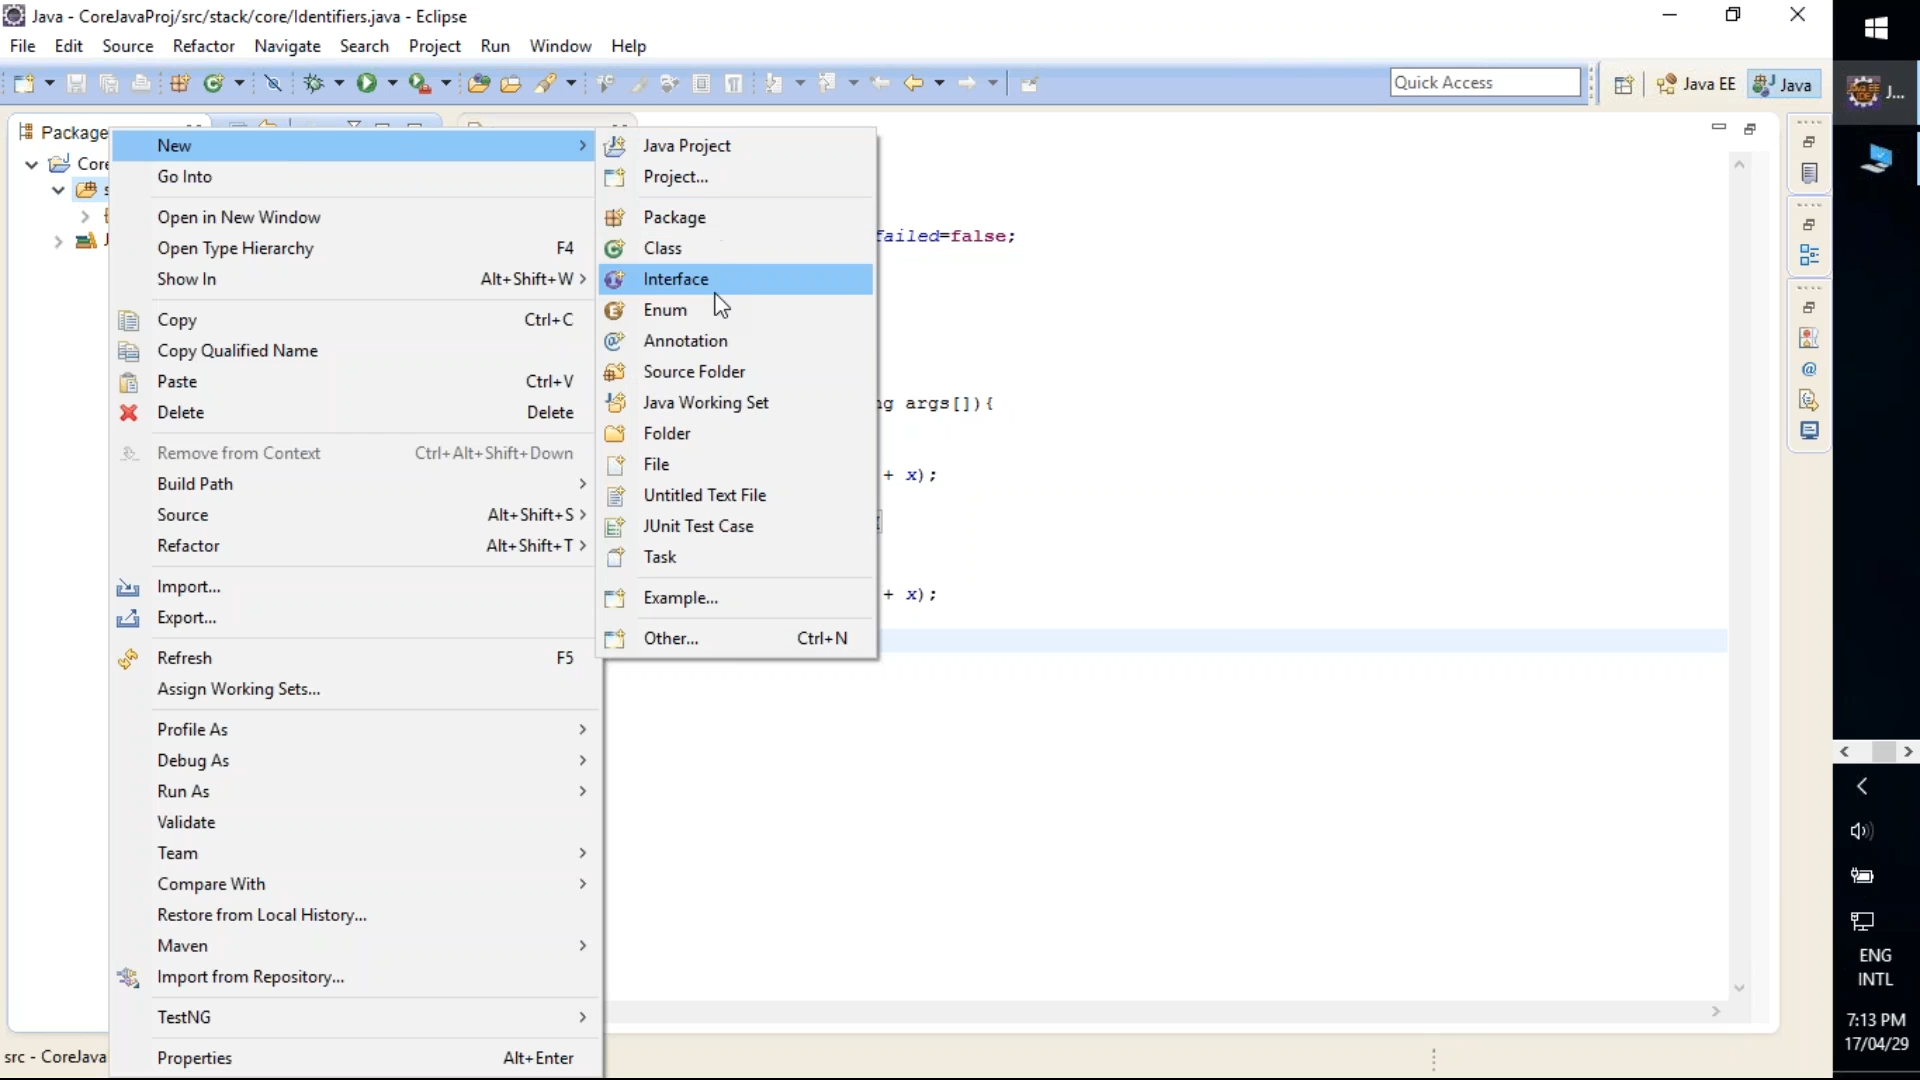 Java - CoreJavaProj/src/stack/core/Identifiers.java - Eclipse
File Edit Source Refactor Navigate Search Project Run Window Help
Quick Access
Java EE
Java
J...
Package
Core
New
Go Into
Open in New Window
Open Type Hierarchy F4
Show In Alt+Shift+W
Copy Ctrl+C
Copy Qualified Name
Paste Ctrl+V
Delete Delete
Remove from Context Ctrl+Alt+Shift+Down
Build Path
Source Alt+Shift+S
Refactor Alt+Shift+T
Import...
Export...
Refresh F5
Assign Working Sets...
Profile As
Debug As
Run As
Validate
Team
Compare With
Restore from Local History...
Maven
Import from Repository...
TestNG
Properties Alt+Enter
Java Project
Project...
Package
Class
Interface
Enum
Annotation
Source Folder
Java Working Set
Folder
File
Untitled Text File
JUnit Test Case
Task
Example...
Other... Ctrl+N
failed=false;
ng args[]){
+ x);
+ x);
src - CoreJava
ENG
INTL
7:13 PM
17/04/29